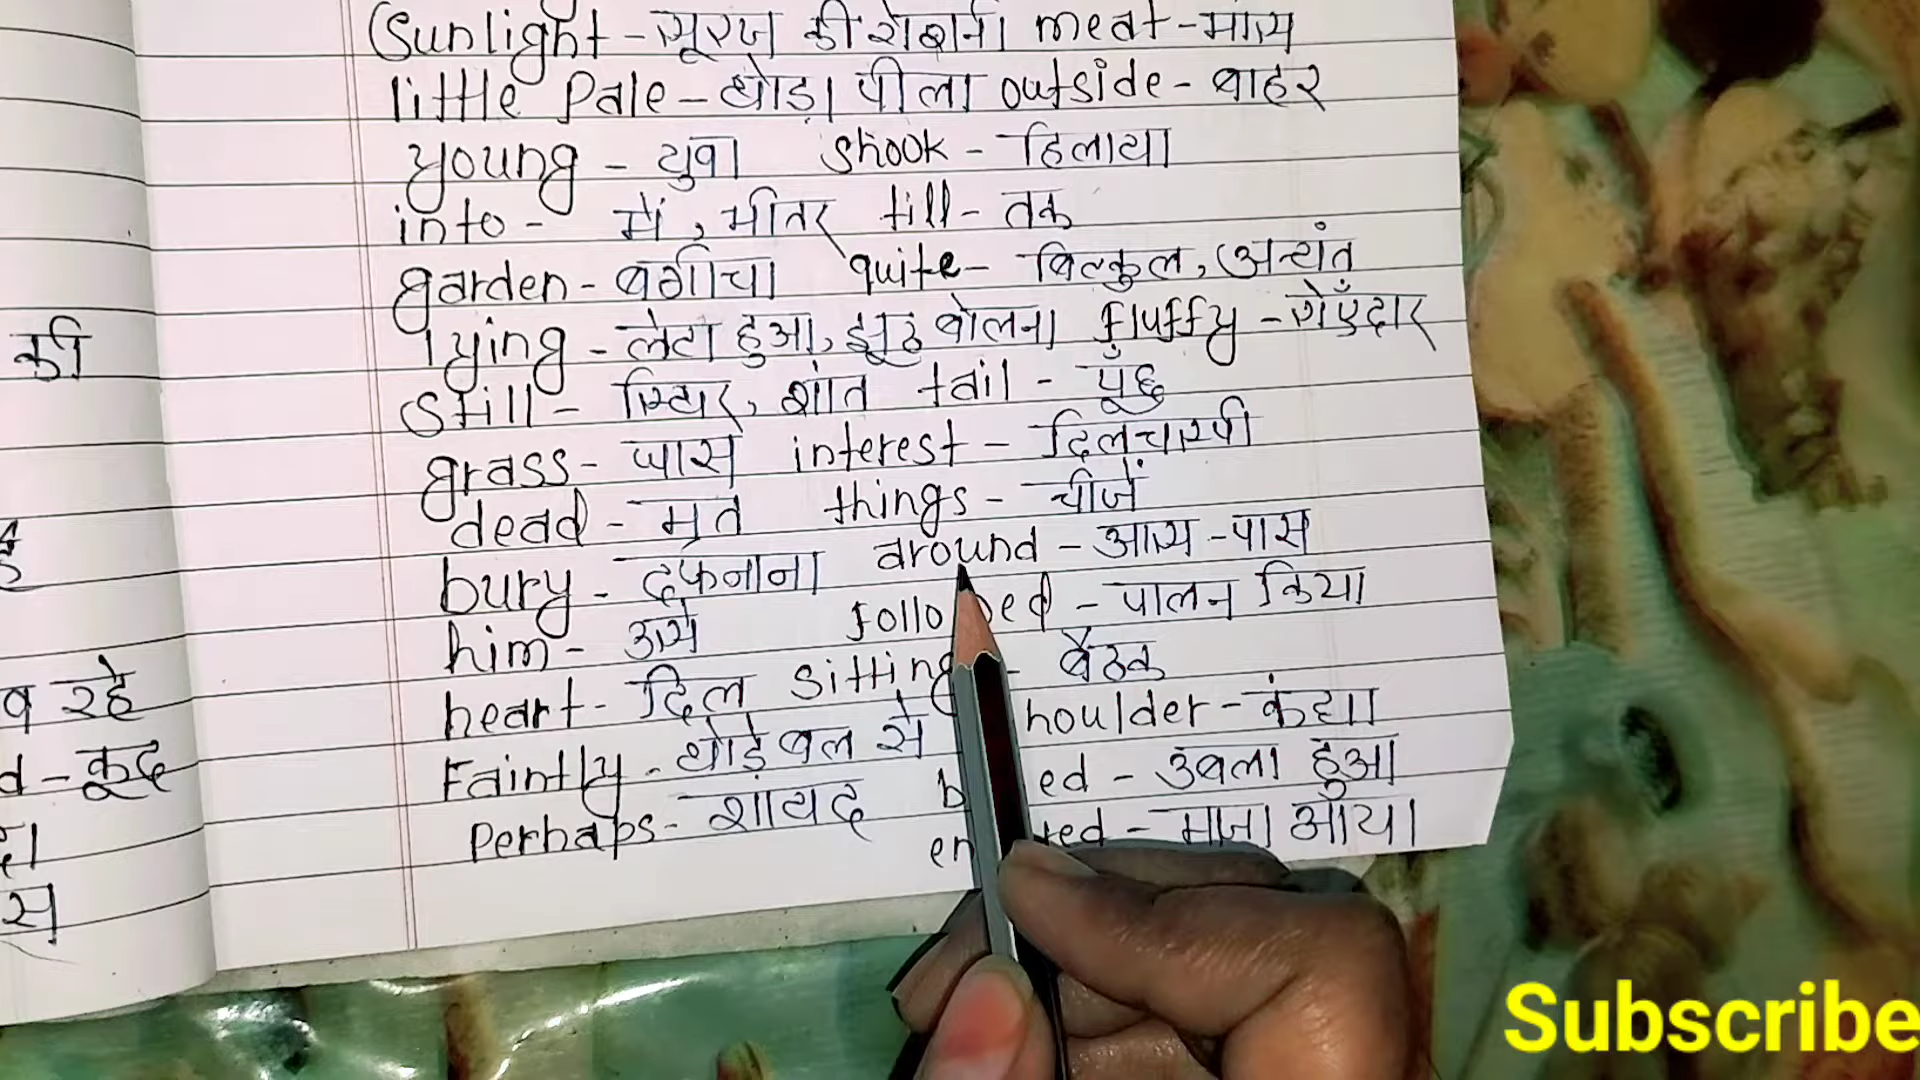 Sunlight - सूरज की रोशनी meat - मांस
little Pale - थोड़ा पीला outside - बाहर
young - युवा shook - हिलाया
into - में, भीतर till - तक
garden - बगीचा quite - बिल्कुल, अत्यंत
lying - लेटा हुआ, झूठ बोलना fluffy - रोएँदार
की
still - स्थिर, शांत tail - पूँछ
grass - घास interest - दिलचस्पी
dead - मृत things - चीजें
bury - दफनाना around - आस-पास
him - उसे followed - पालन किया
heart - दिल sitting - बैठक
ब रहे
Faintly - थोड़े बल से houlder - कंधा
d - कूद
Perhaps - शायद b ed - उबला हुआ
en ed - माजा आँया
स
Subscribe